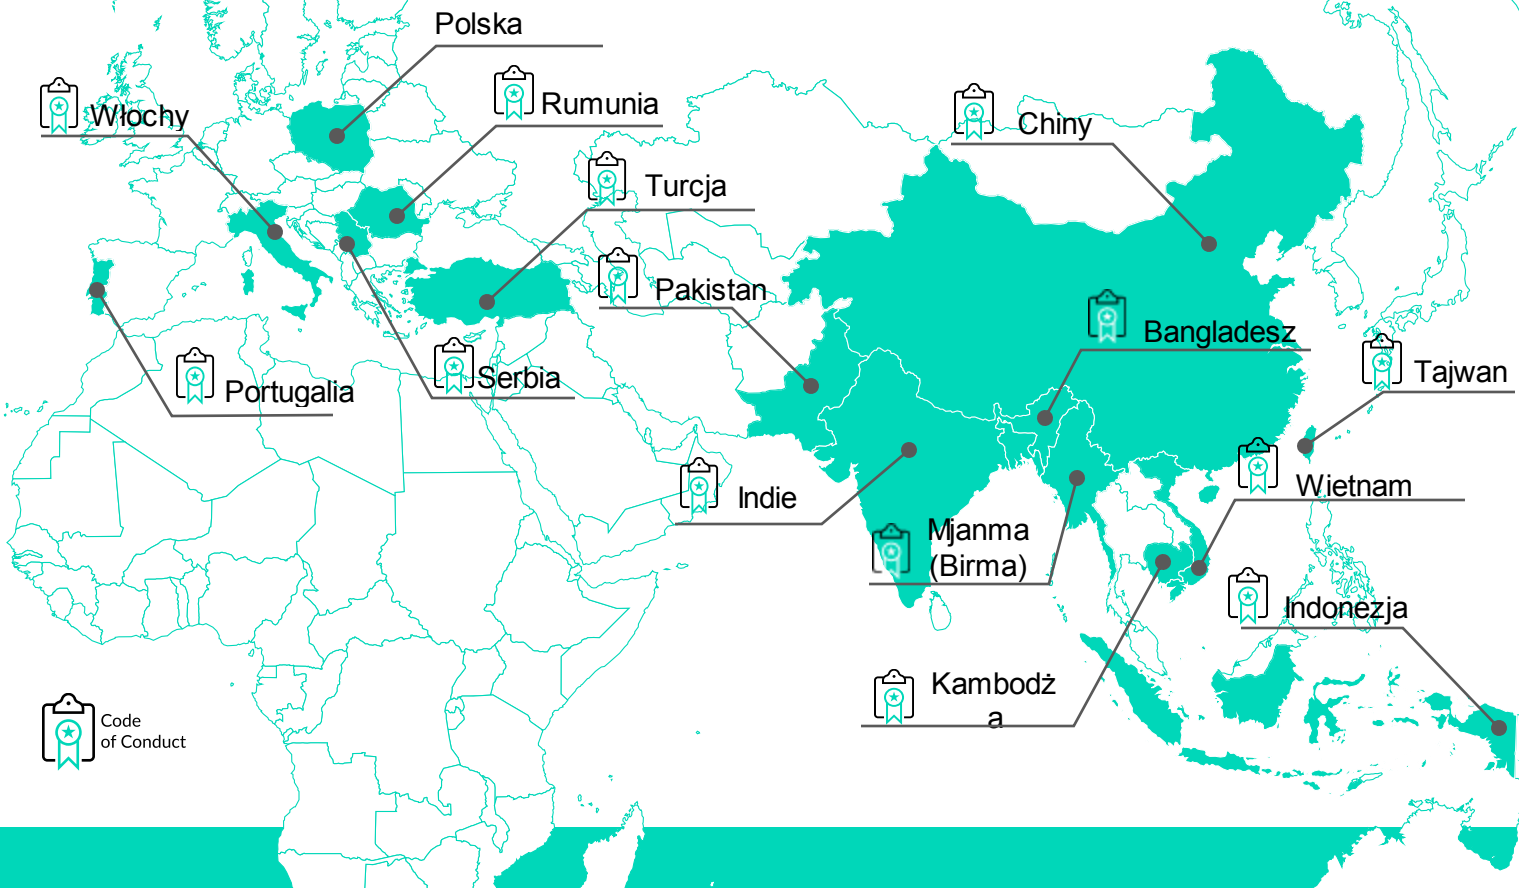 Polska
Włochy
Rumunia
Chiny
Turcja
Pakistan
Bangladesz
Tajwan
Portugalia
Serbia
Indie
Wietnam
Mjanma
(Birma)
Indonezja
Kambodż
a
Code
of Conduct